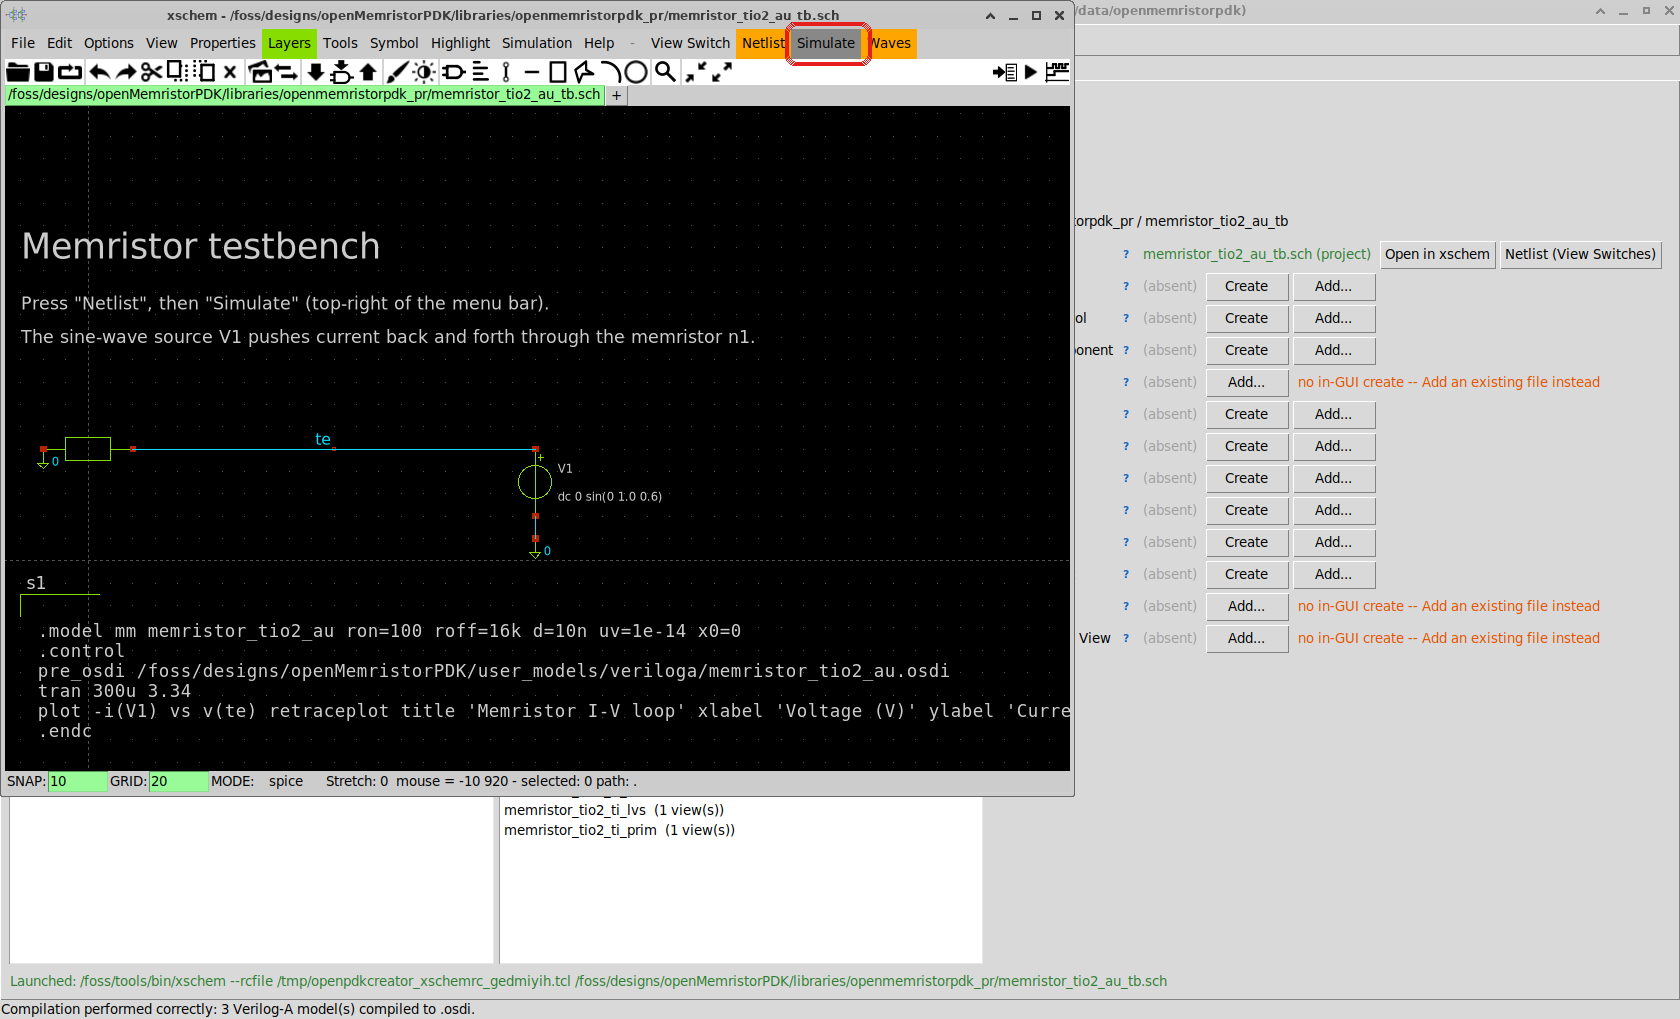 xschem - /foss/designs/openMemristorPDK/libraries/openmemristorpdk_pr/memristor_tio2_au_tb.sch
/data/openmemristorpdk)
File Edit Options View Properties Layers Tools Symbol Highlight Simulation Help - View Switch Netlist Simulate Waves
/foss/designs/openMemristorPDK/libraries/openmemristorpdk_pr/memristor_tio2_au_tb.sch +
Memristor testbench
Press "Netlist", then "Simulate" (top-right of the menu bar).
The sine-wave source V1 pushes current back and forth through the memristor n1.
te
0
+
V1
dc 0 sin(0 1.0 0.6)
0
s1
.model mm memristor_tio2_au ron=100 roff=16k d=10n uv=1e-14 x0=0
.control
pre_osdi /foss/designs/openMemristorPDK/user_models/veriloga/memristor_tio2_au.osdi
tran 300u 3.34
plot -i(V1) vs v(te) retraceplot title 'Memristor I-V loop' xlabel 'Voltage (V)' ylabel 'Curre
.endc
SNAP: 10 GRID: 20 MODE: spice Stretch: 0 mouse = -10 920 - selected: 0 path: .
torpdk_pr / memristor_tio2_au_tb
? memristor_tio2_au_tb.sch (project) Open in xschem Netlist (View Switches)
? (absent) Create Add...
ol ? (absent) Create Add...
onent ? (absent) Create Add...
? (absent) Add... no in-GUI create -- Add an existing file instead
? (absent) Create Add...
? (absent) Create Add...
? (absent) Create Add...
? (absent) Create Add...
? (absent) Create Add...
? (absent) Create Add...
? (absent) Add... no in-GUI create -- Add an existing file instead
View ? (absent) Add... no in-GUI create -- Add an existing file instead
memristor_tio2_ti_lvs (1 view(s))
memristor_tio2_ti_prim (1 view(s))
Launched: /foss/tools/bin/xschem --rcfile /tmp/openpdkcreator_xschemrc_gedmiyih.tcl /foss/designs/openMemristorPDK/libraries/openmemristorpdk_pr/memristor_tio2_au_tb.sch
Compilation performed correctly: 3 Verilog-A model(s) compiled to .osdi.